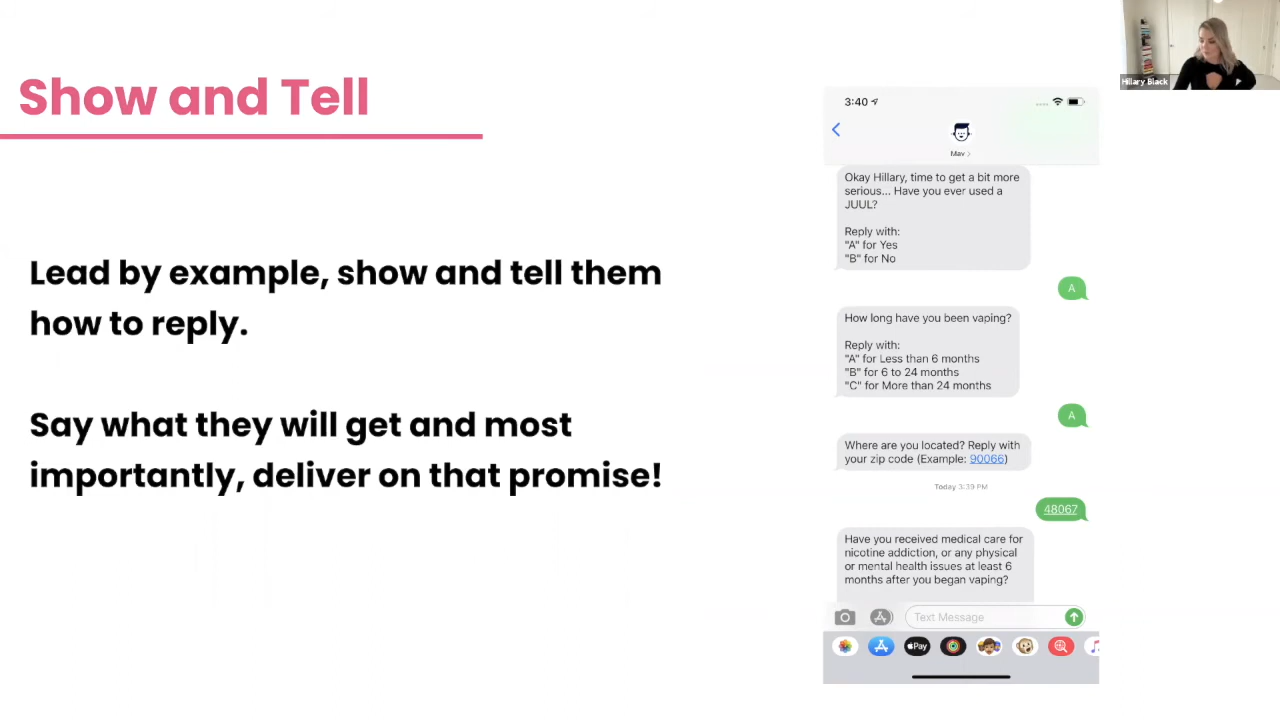 Show and Tell
Lead by example, show and tell them
how to reply.
Say what they will get and most
importantly, deliver on that promise!
Hillary Black
3:40
Mav >
Okay Hillary, time to get a bit more
serious... Have you ever used a
JUUL?
Reply with:
"A" for Yes
"B" for No
A
How long have you been vaping?
Reply with:
"A" for Less than 6 months
"B" for 6 to 24 months
"C" for More than 24 months
A
Where are you located? Reply with
your zip code (Example: 90066)
Today 3:39 PM
48067
Have you received medical care for
nicotine addiction, or any physical
or mental health issues at least 6
months after you began vaping?
Text Message
Pay